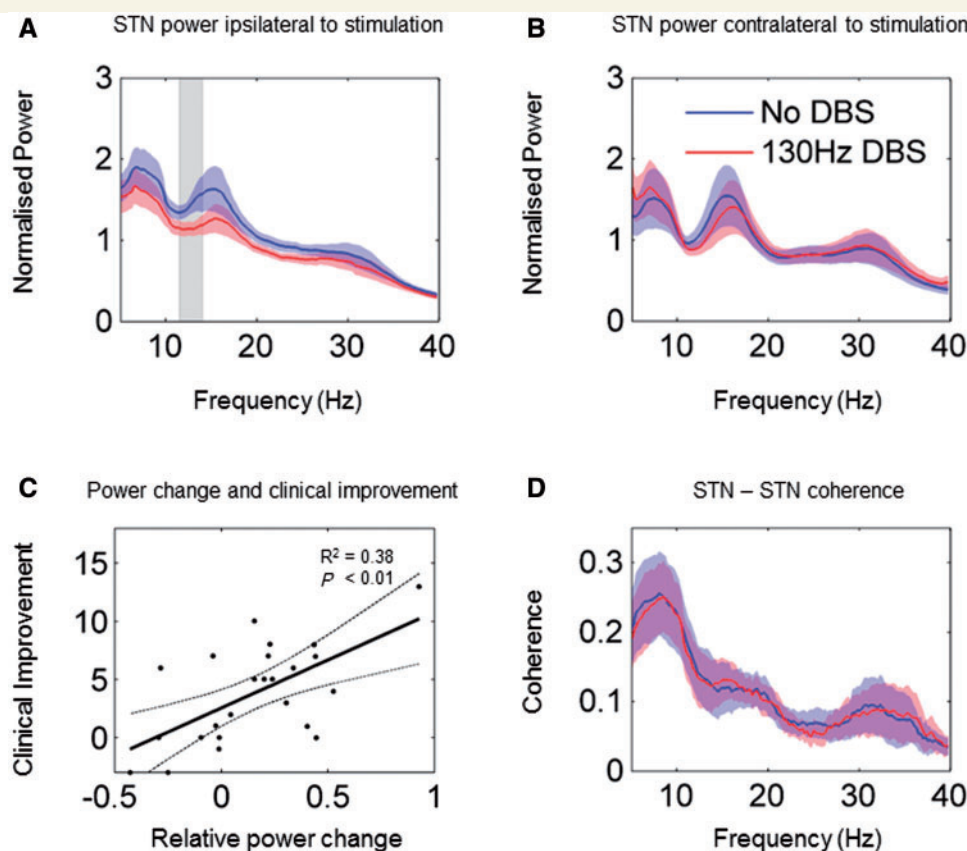 A
STN power ipsilateral to stimulation
3
2
1
0
10 20 30 40
Normalised Power
Frequency (Hz)
B
STN power contralateral to stimulation
No DBS
130Hz DBS
3
2
1
0
10 20 30 40
Normalised Power
Frequency (Hz)
C
Power change and clinical improvement
R² = 0.38
P < 0.01
15
10
5
0
-0.5 0 0.5 1
Clinical Improvement
Relative power change
D
STN – STN coherence
0.3
0.2
0.1
0
10 20 30 40
Coherence
Frequency (Hz)